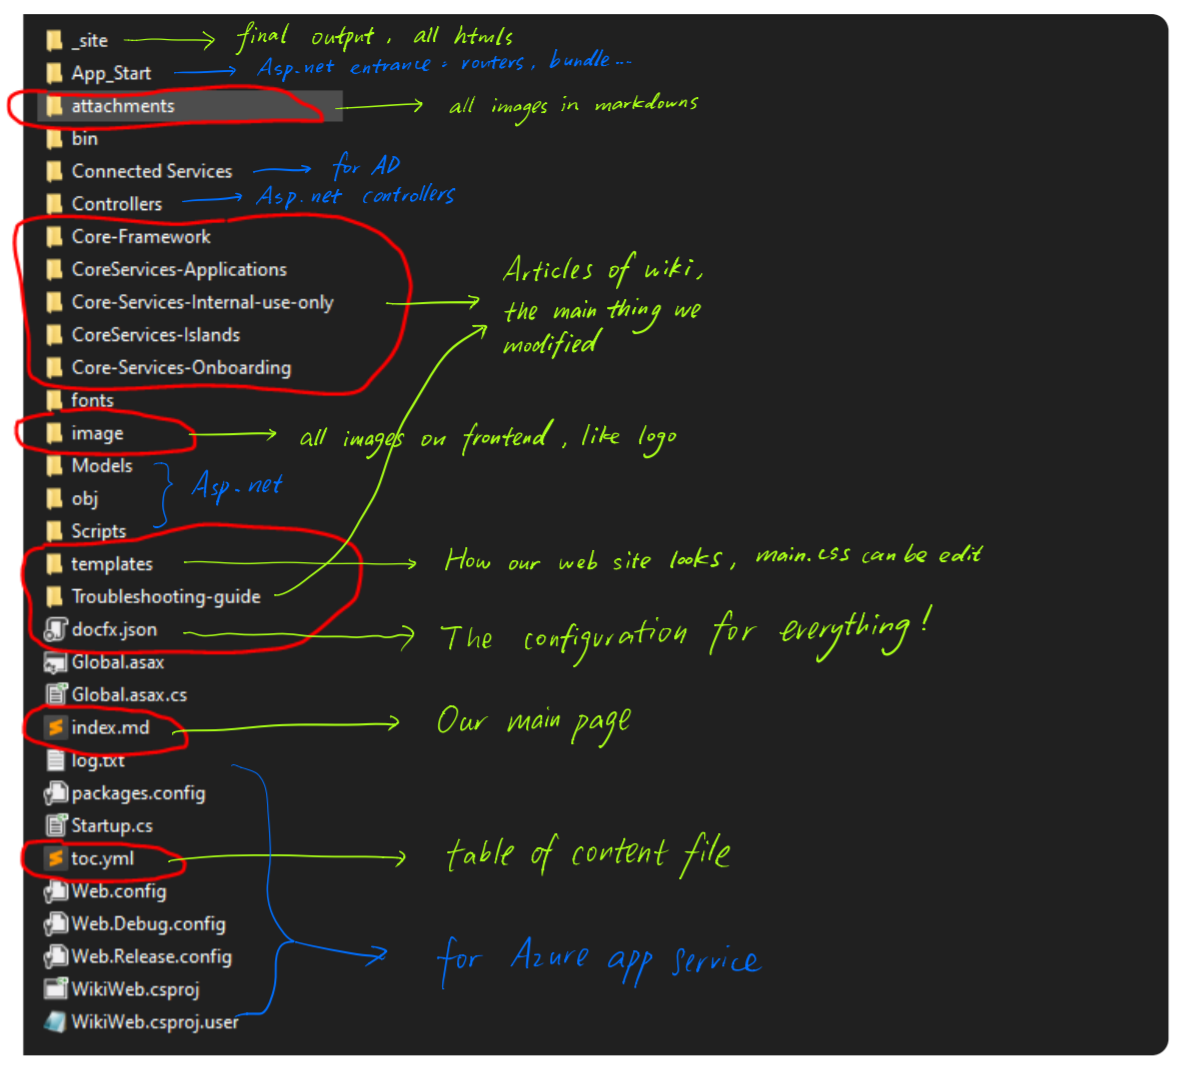 _site final output, all htmls
App_Start Asp.net entrance: routers, bundle...
attachments all images in markdowns
bin
Connected Services for AD
Controllers Asp.net controllers
Core-Framework
CoreServices-Applications Articles of wiki,
Core-Services-Internal-use-only the main thing we
CoreServices-Islands modified
Core-Services-Onboarding
fonts
image all images on frontend, like logo
Models
obj Asp.net
Scripts
templates How our web site looks, main.css can be edit
Troubleshooting-guide
docfx.json The configuration for everything!
Global.asax
Global.asax.cs
index.md Our main page
log.txt
packages.config
Startup.cs
toc.yml table of content file
Web.config
Web.Debug.config
Web.Release.config for Azure app service
WikiWeb.csproj
WikiWeb.csproj.user